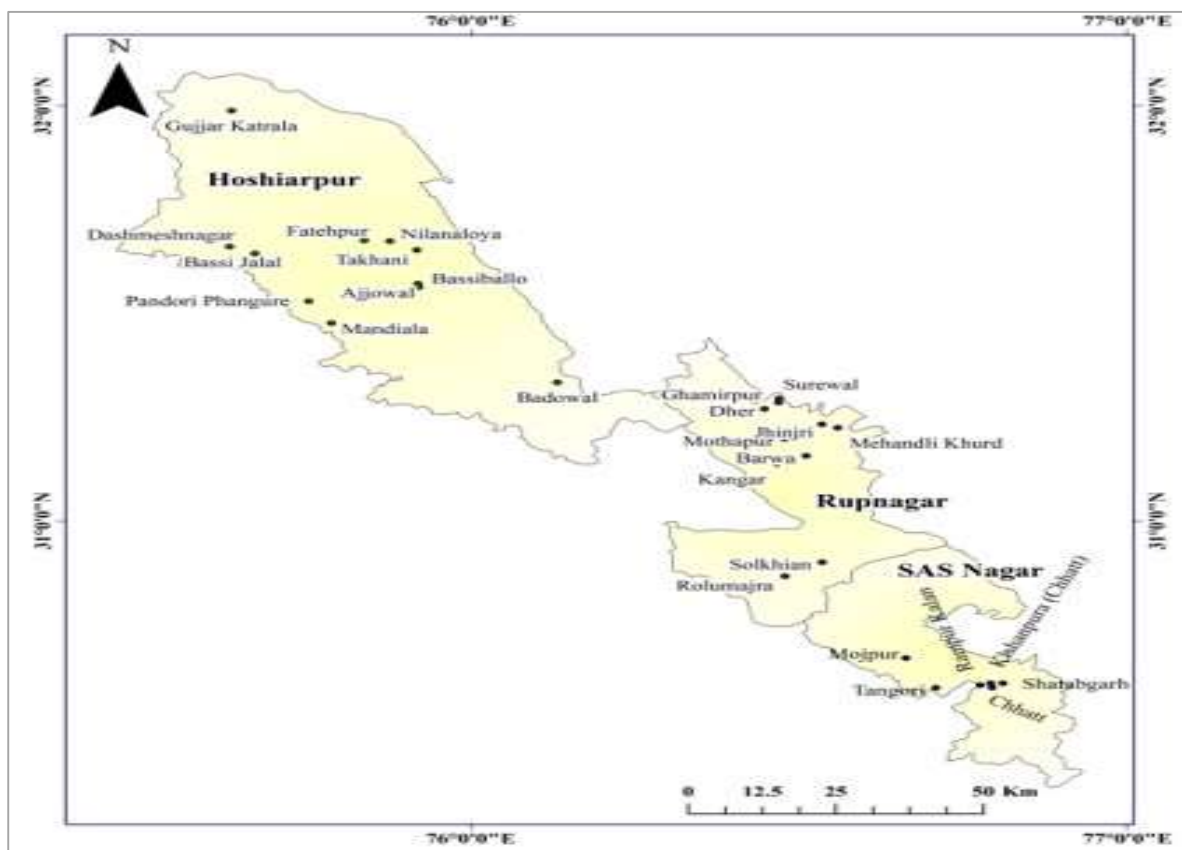 76°0'0"E
77°0'0"E
N
32°0'0"N
32°0'0"N
Gujjar Katrala
Hoshiarpur
Dashmeshnagar
Fatehpur
Nilanaloya
Bassi Jalal
Takhani
Bassiballo
Ajjowal
Pandori Phangure
Mandiala
Badowal
Surewal
Ghamirpur
Dher
Jhinjri
Mothapur
Mehandli Khurd
Barwa
Kangar
Rupnagar
31°0'0"N
31°0'0"N
Solkhian
SAS Nagar
Rolumajra
Rampur Kalan
Kishanpura (Chhatt)
Mojpur
Tangori
Shatabgarh
Chhatt
0 12.5 25 50 Km
76°0'0"E
77°0'0"E